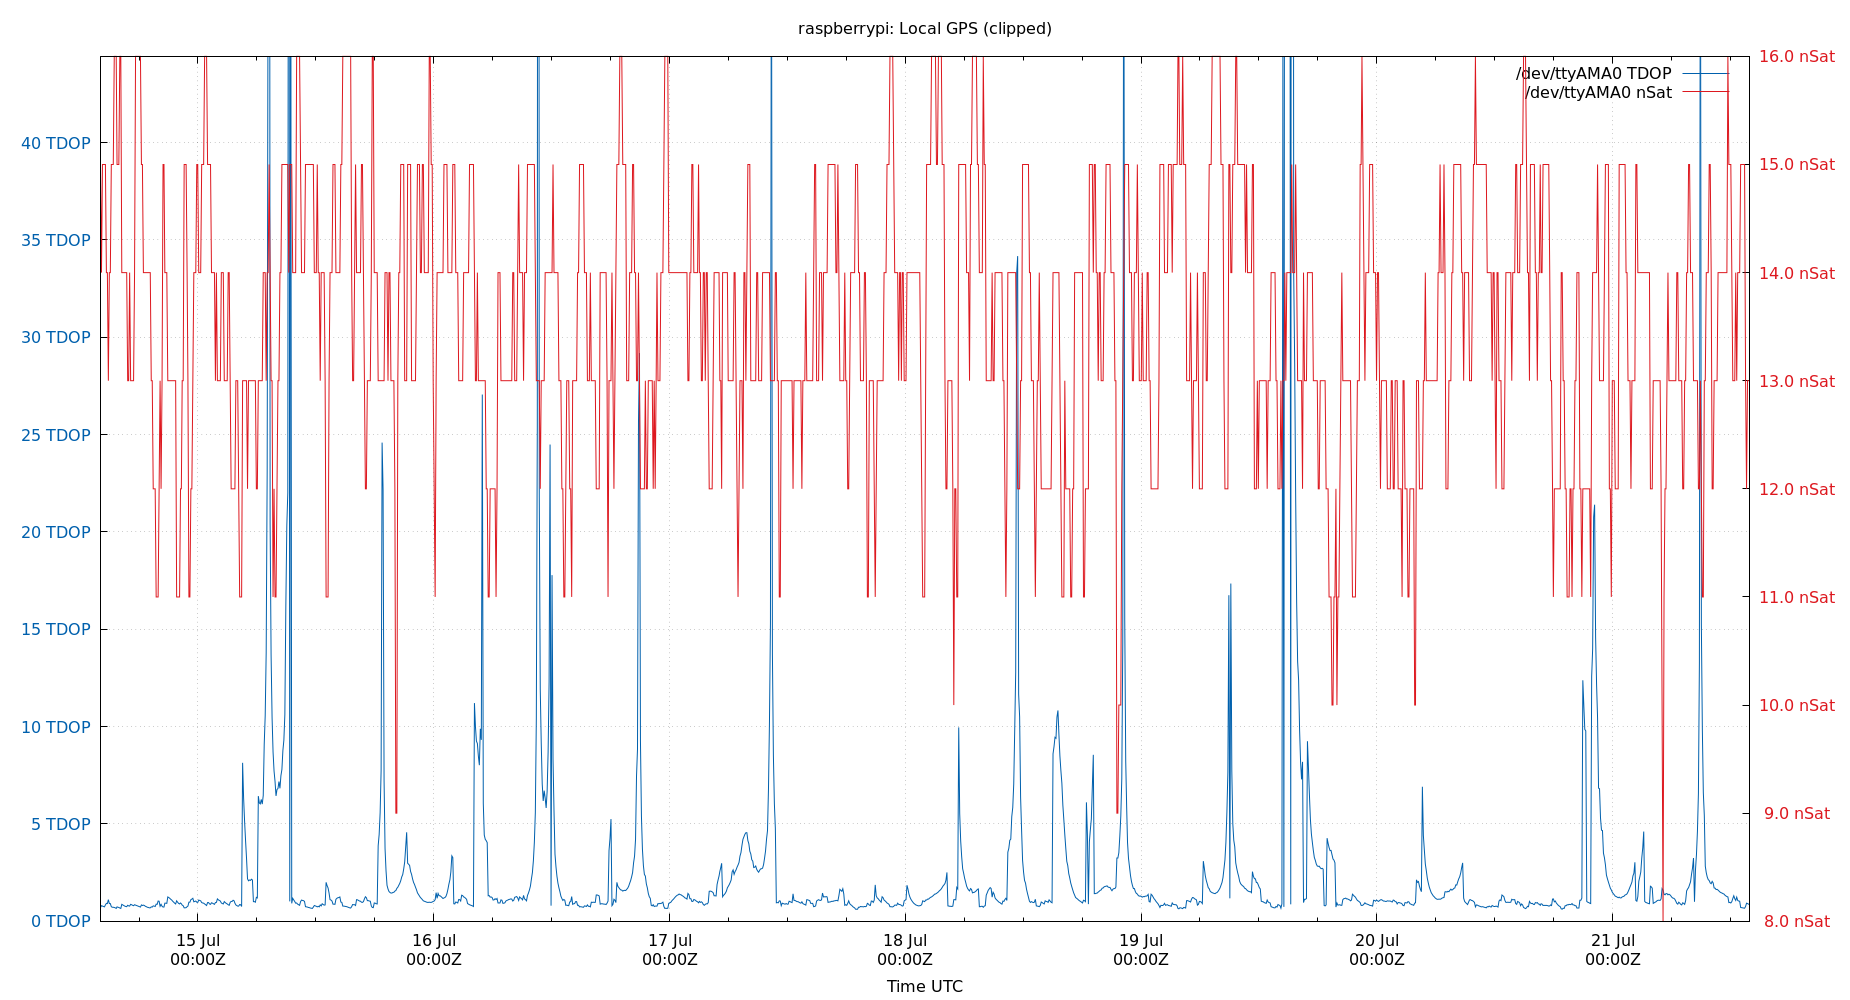 raspberrypi: Local GPS (clipped)
16.0 nSat
/dev/ttyAMA0 TDOP
/dev/ttyAMA0 nSat
40 TDOP
15.0 nSat
35 TDOP
14.0 nSat
30 TDOP
13.0 nSat
25 TDOP
12.0 nSat
20 TDOP
11.0 nSat
15 TDOP
10.0 nSat
10 TDOP
9.0 nSat
5 TDOP
0 TDOP
8.0 nSat
15 Jul 16 Jul 17 Jul 18 Jul 19 Jul 20 Jul 21 Jul
00:00Z 00:00Z 00:00Z 00:00Z 00:00Z 00:00Z 00:00Z
Time UTC